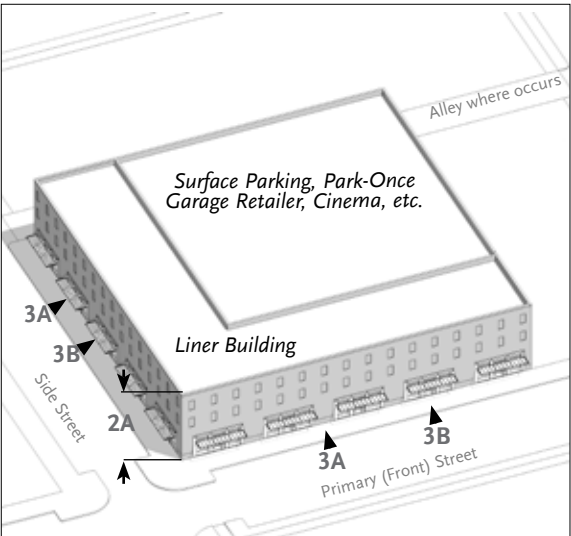 Alley where occurs
Surface Parking, Park-Once
Garage Retailer, Cinema, etc.
3A
3B
Liner Building
Side Street
2A
3A
3B
Primary (Front) Street